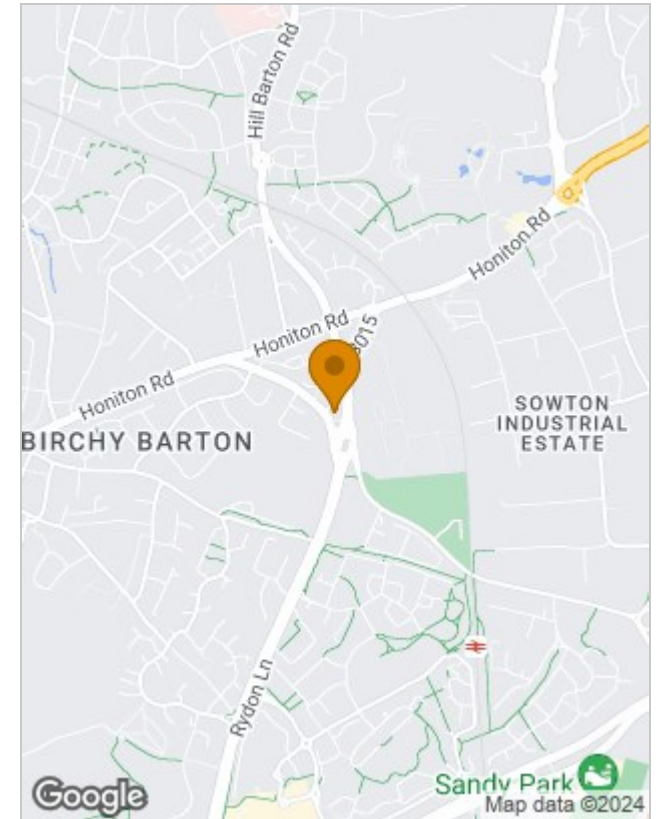 Hill Barton Rd
Honiton Rd
Honiton Rd
3015
Honiton Rd
SOWTON
INDUSTRIAL
ESTATE
BIRCHY BARTON
Rydon Ln
Sandy Park
Google
Map data ©2024